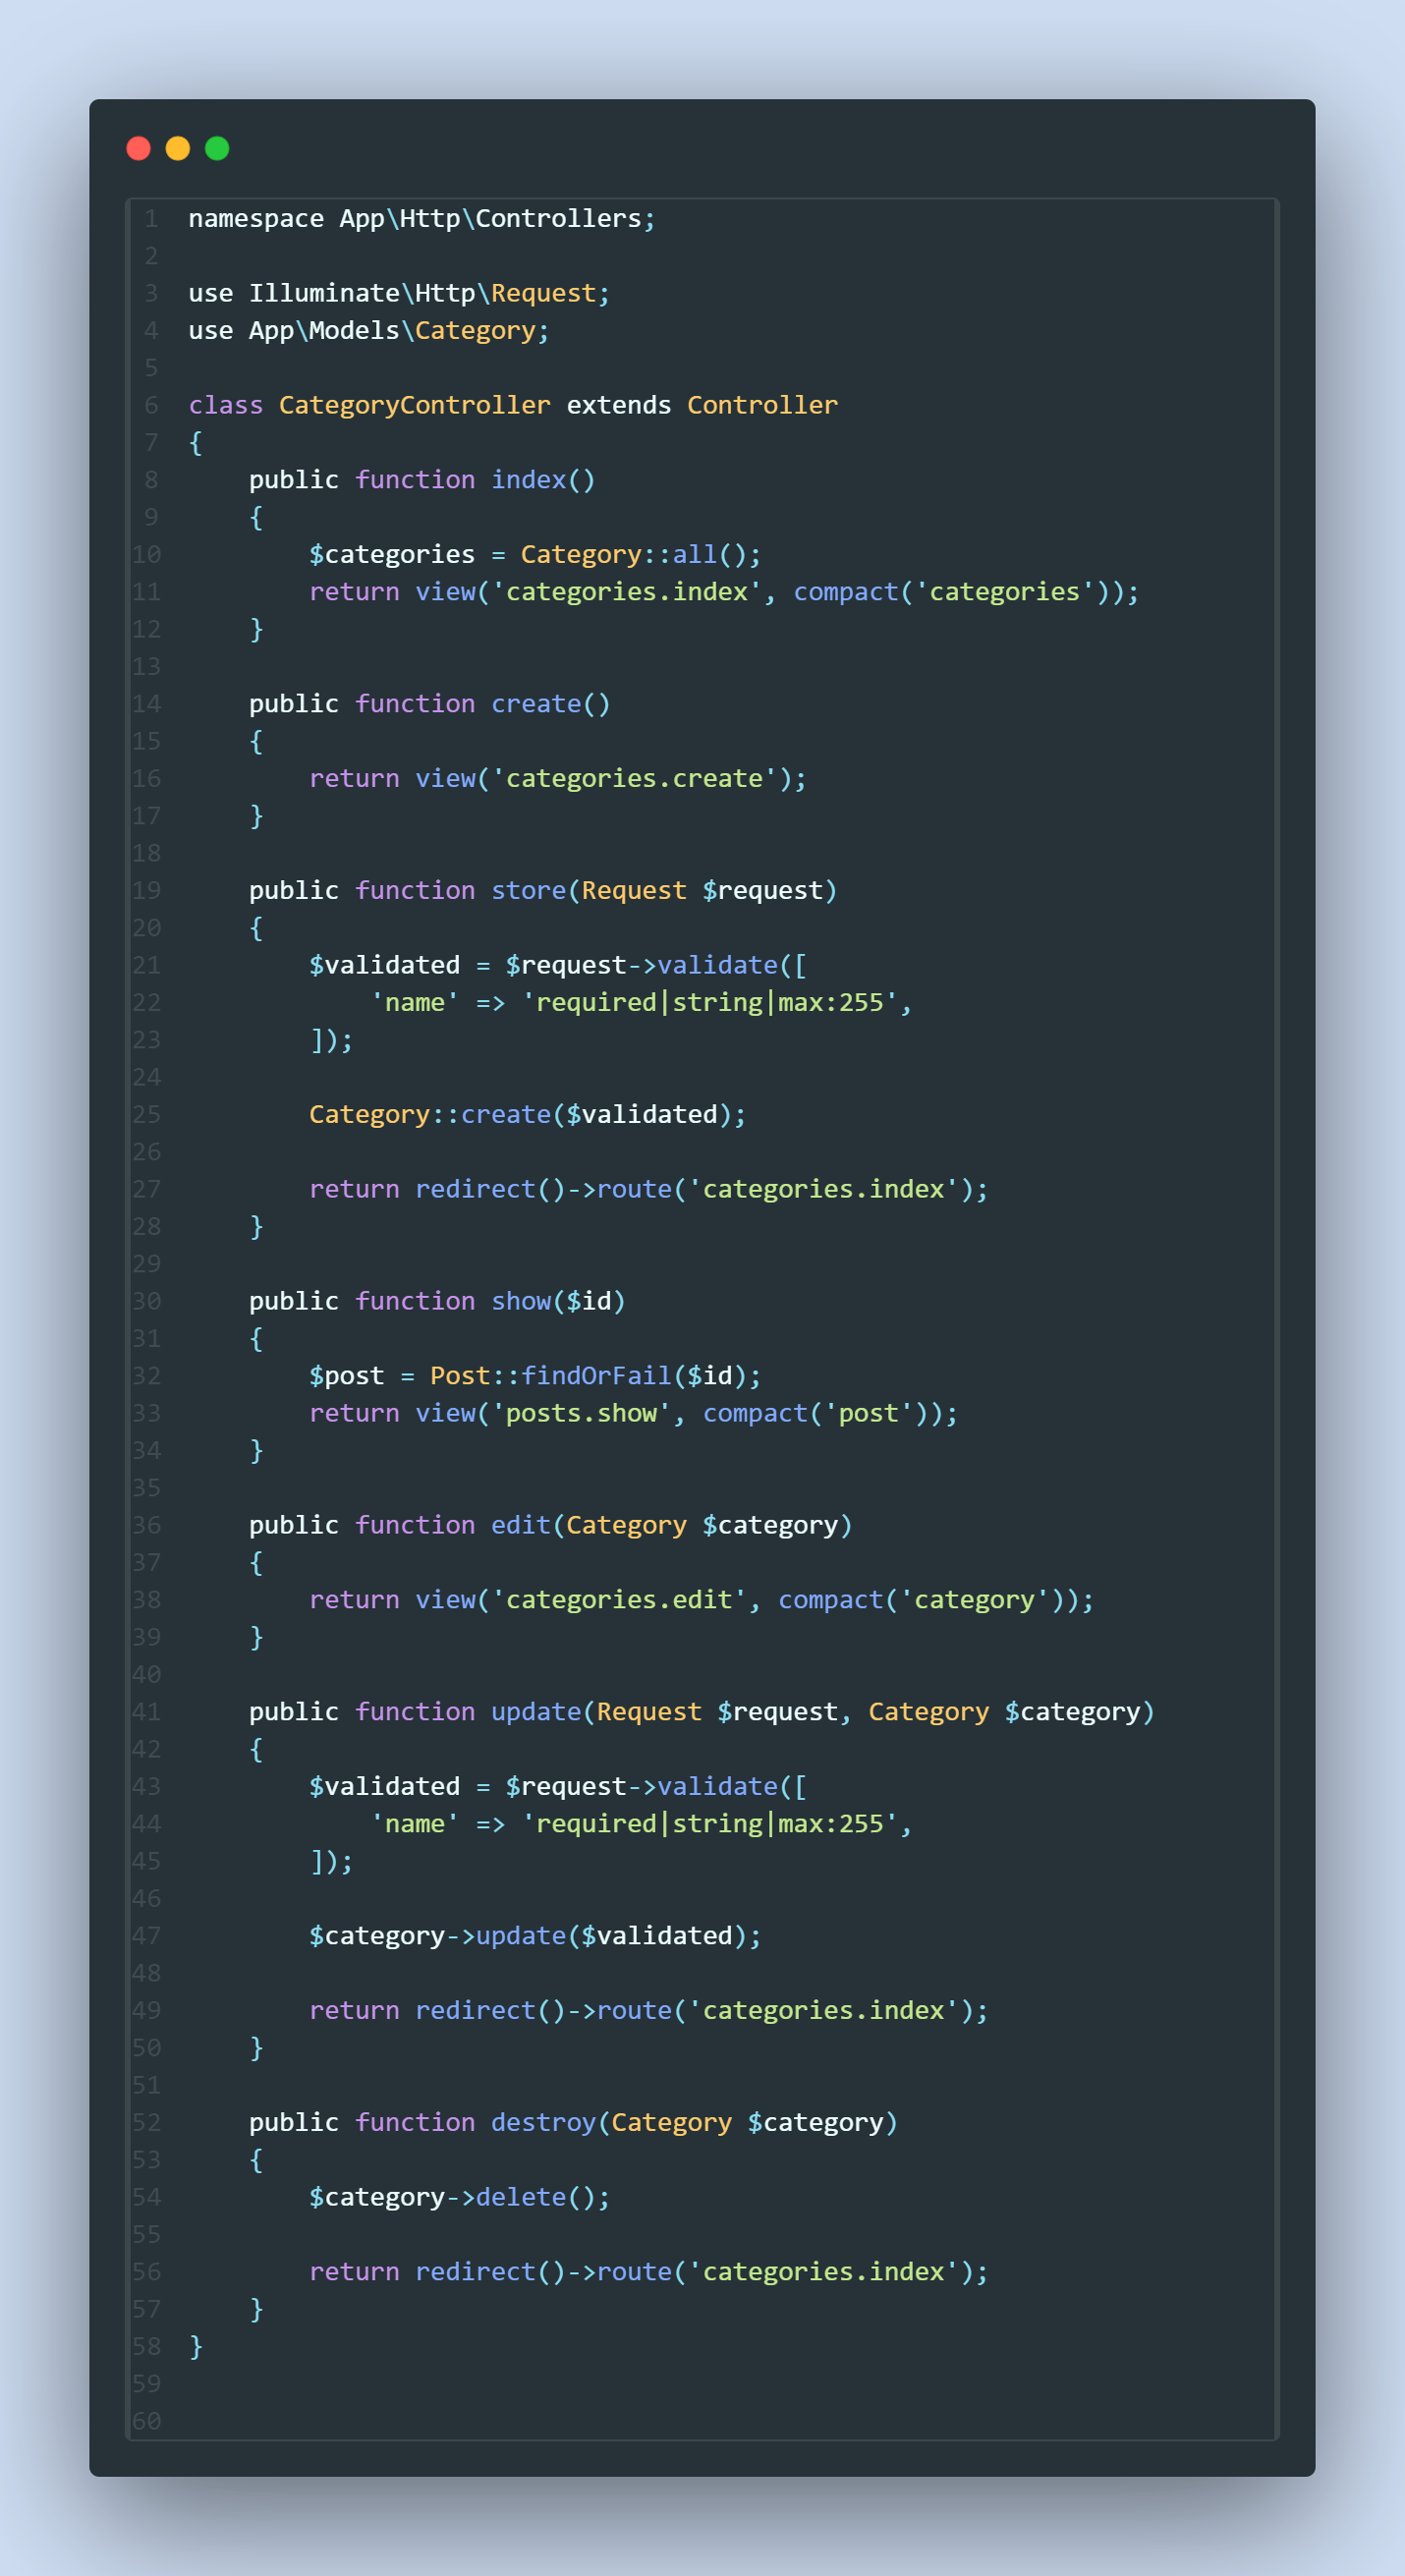 1 namespace App\Http\Controllers;
2
3 use Illuminate\Http\Request;
4 use App\Models\Category;
5
6 class CategoryController extends Controller
7 {
8     public function index()
9     {
10         $categories = Category::all();
11         return view('categories.index', compact('categories'));
12     }
13
14     public function create()
15     {
16         return view('categories.create');
17     }
18
19     public function store(Request $request)
20     {
21         $validated = $request->validate([
22             'name' => 'required|string|max:255',
23         ]);
24
25         Category::create($validated);
26
27         return redirect()->route('categories.index');
28     }
29
30     public function show($id)
31     {
32         $post = Post::findOrFail($id);
33         return view('posts.show', compact('post'));
34     }
35
36     public function edit(Category $category)
37     {
38         return view('categories.edit', compact('category'));
39     }
40
41     public function update(Request $request, Category $category)
42     {
43         $validated = $request->validate([
44             'name' => 'required|string|max:255',
45         ]);
46
47         $category->update($validated);
48
49         return redirect()->route('categories.index');
50     }
51
52     public function destroy(Category $category)
53     {
54         $category->delete();
55
56         return redirect()->route('categories.index');
57     }
58 }
59
60